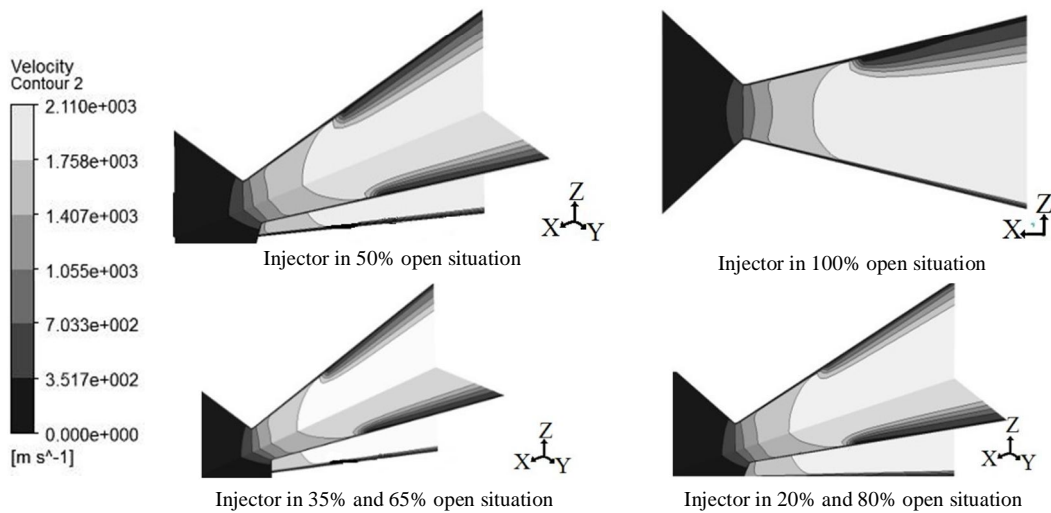 Velocity
Contour 2
2.110e+003
1.758e+003
1.407e+003
1.055e+003
7.033e+002
3.517e+002
0.000e+000
[m s^-1]
Z
X Y
Injector in 50% open situation
Z
X
Injector in 100% open situation
Z
X Y
Injector in 35% and 65% open situation
Z
X Y
Injector in 20% and 80% open situation